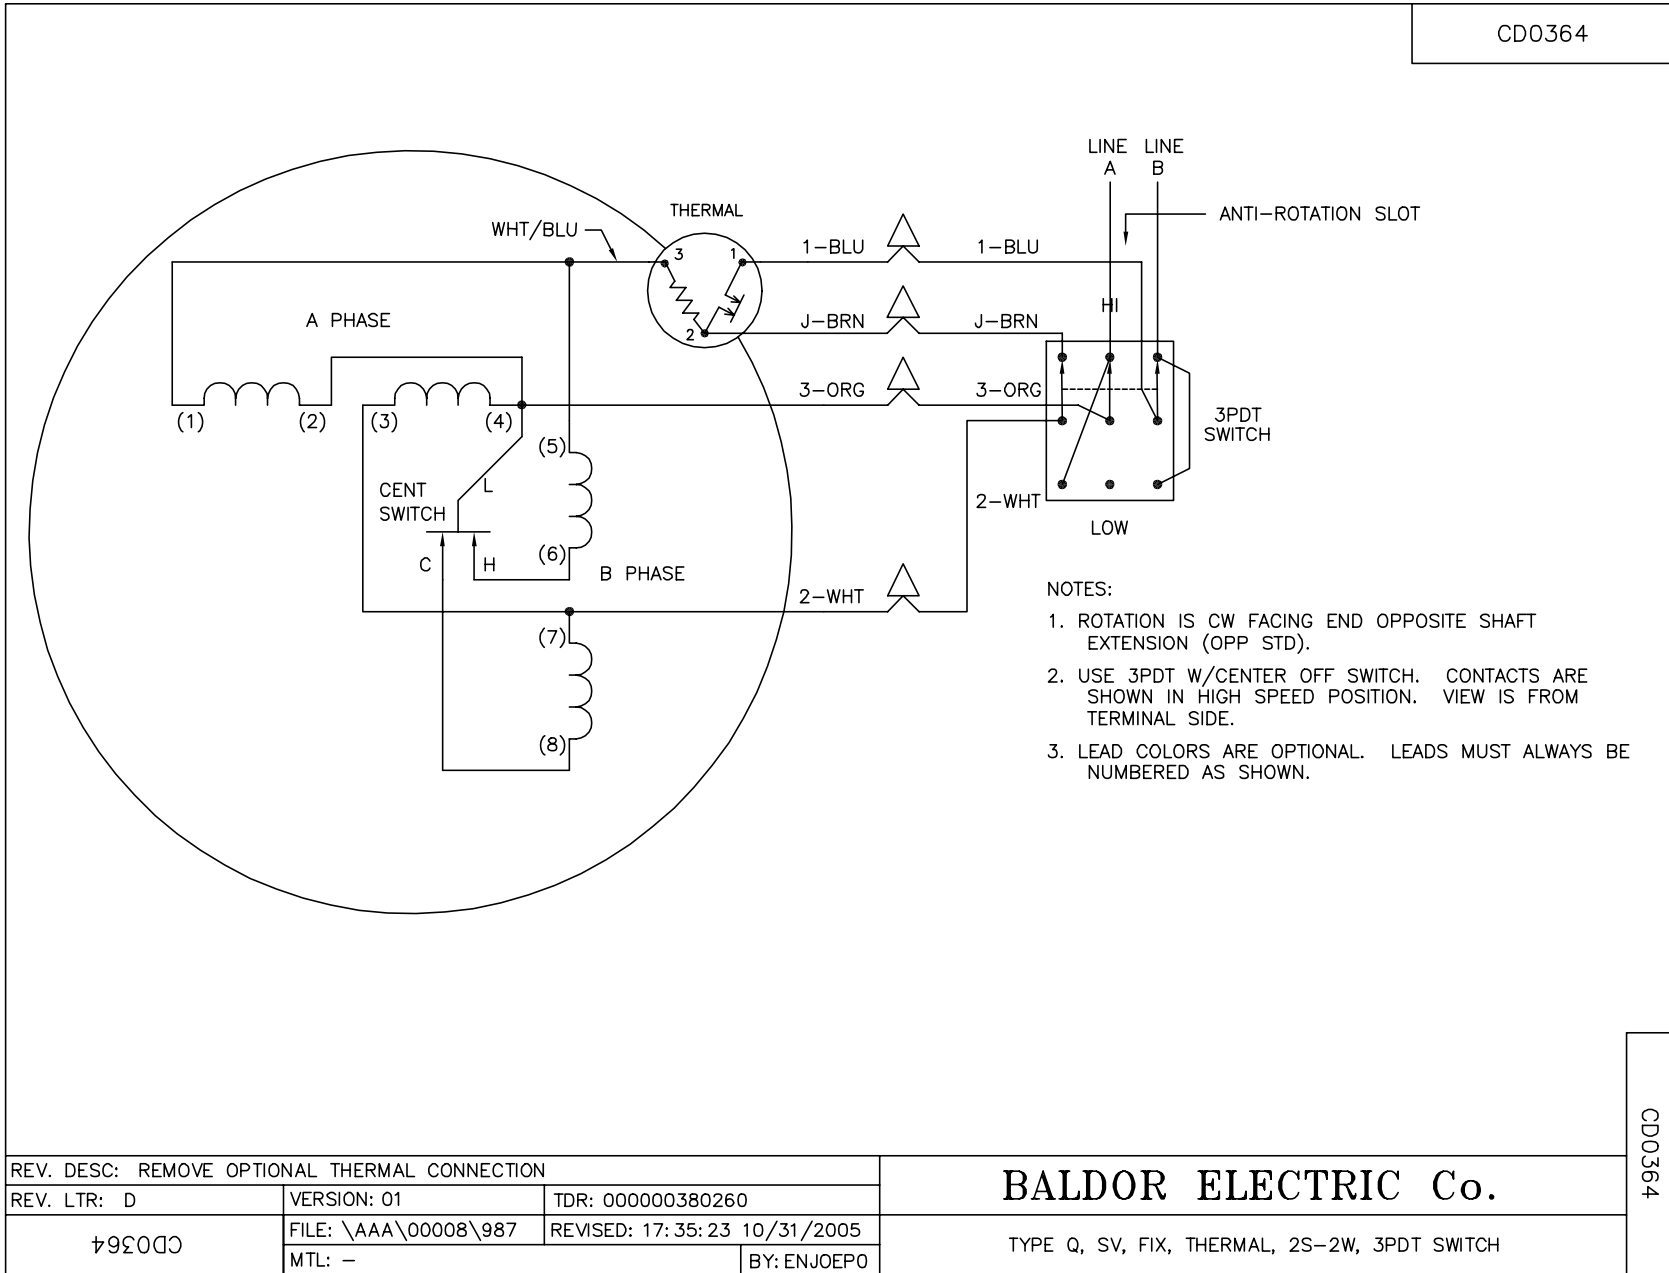 CD0364
LINE LINE
A B
ANTI-ROTATION SLOT
THERMAL
WHT/BLU
3 1
2
1-BLU 1-BLU
HI
J-BRN J-BRN
A PHASE
3-ORG 3-ORG
(1) (2) (3) (4)
3PDT
SWITCH
(5)
CENT
SWITCH
L
2-WHT
LOW
(6)
C H
B PHASE
2-WHT
(7)
(8)
NOTES:
1. ROTATION IS CW FACING END OPPOSITE SHAFT
EXTENSION (OPP STD).
2. USE 3PDT W/CENTER OFF SWITCH. CONTACTS ARE
SHOWN IN HIGH SPEED POSITION. VIEW IS FROM
TERMINAL SIDE.
3. LEAD COLORS ARE OPTIONAL. LEADS MUST ALWAYS BE
NUMBERED AS SHOWN.
CD0364
REV. DESC: REMOVE OPTIONAL THERMAL CONNECTION
REV. LTR: D
VERSION: 01
TDR: 000000380260
FILE: \AAA\00008\987
REVISED: 17:35:23 10/31/2005
CD0364
MTL: -
BY: ENJOEPO
BALDOR ELECTRIC Co.
TYPE Q, SV, FIX, THERMAL, 2S-2W, 3PDT SWITCH